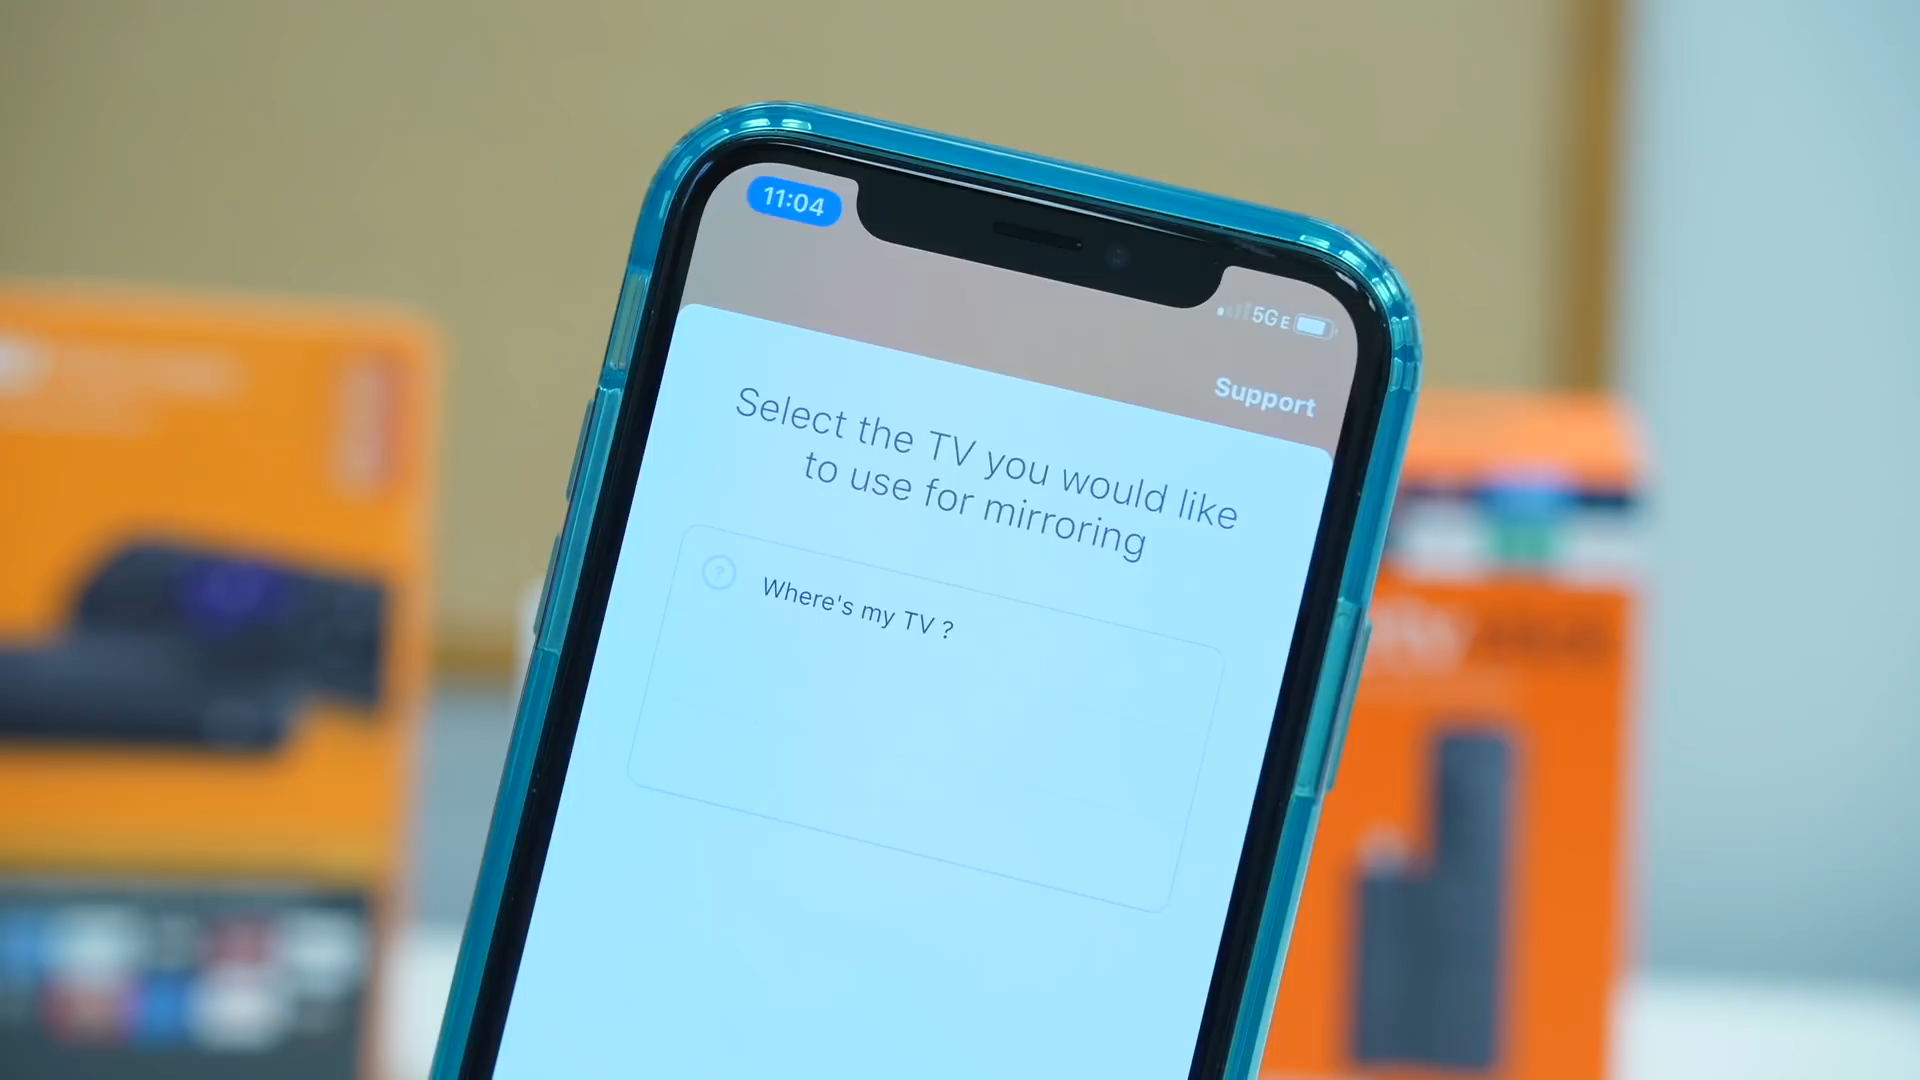 11:04
5GE
Support
Select the TV you would like
to use for mirroring
Where's my TV ?